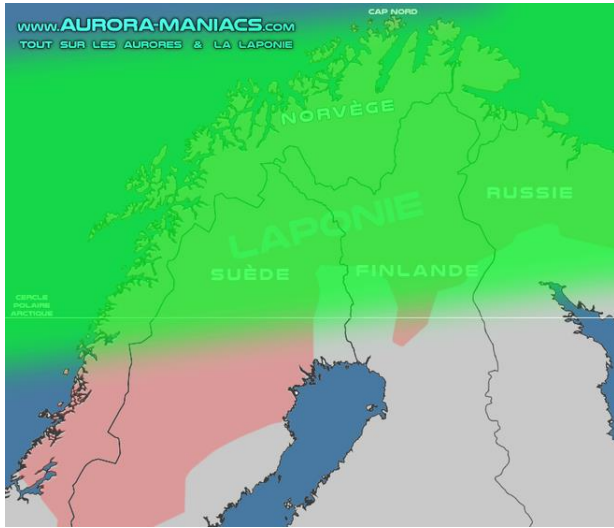 www.AURORA-MANIACS.COM
TOUT SUR LES AURORES & LA LAPONIE
CAP NORD
NORVÈGE
RUSSIE
LAPONIE
SUÈDE
FINLANDE
CERCLE
POLAIRE
ARCTIQUE